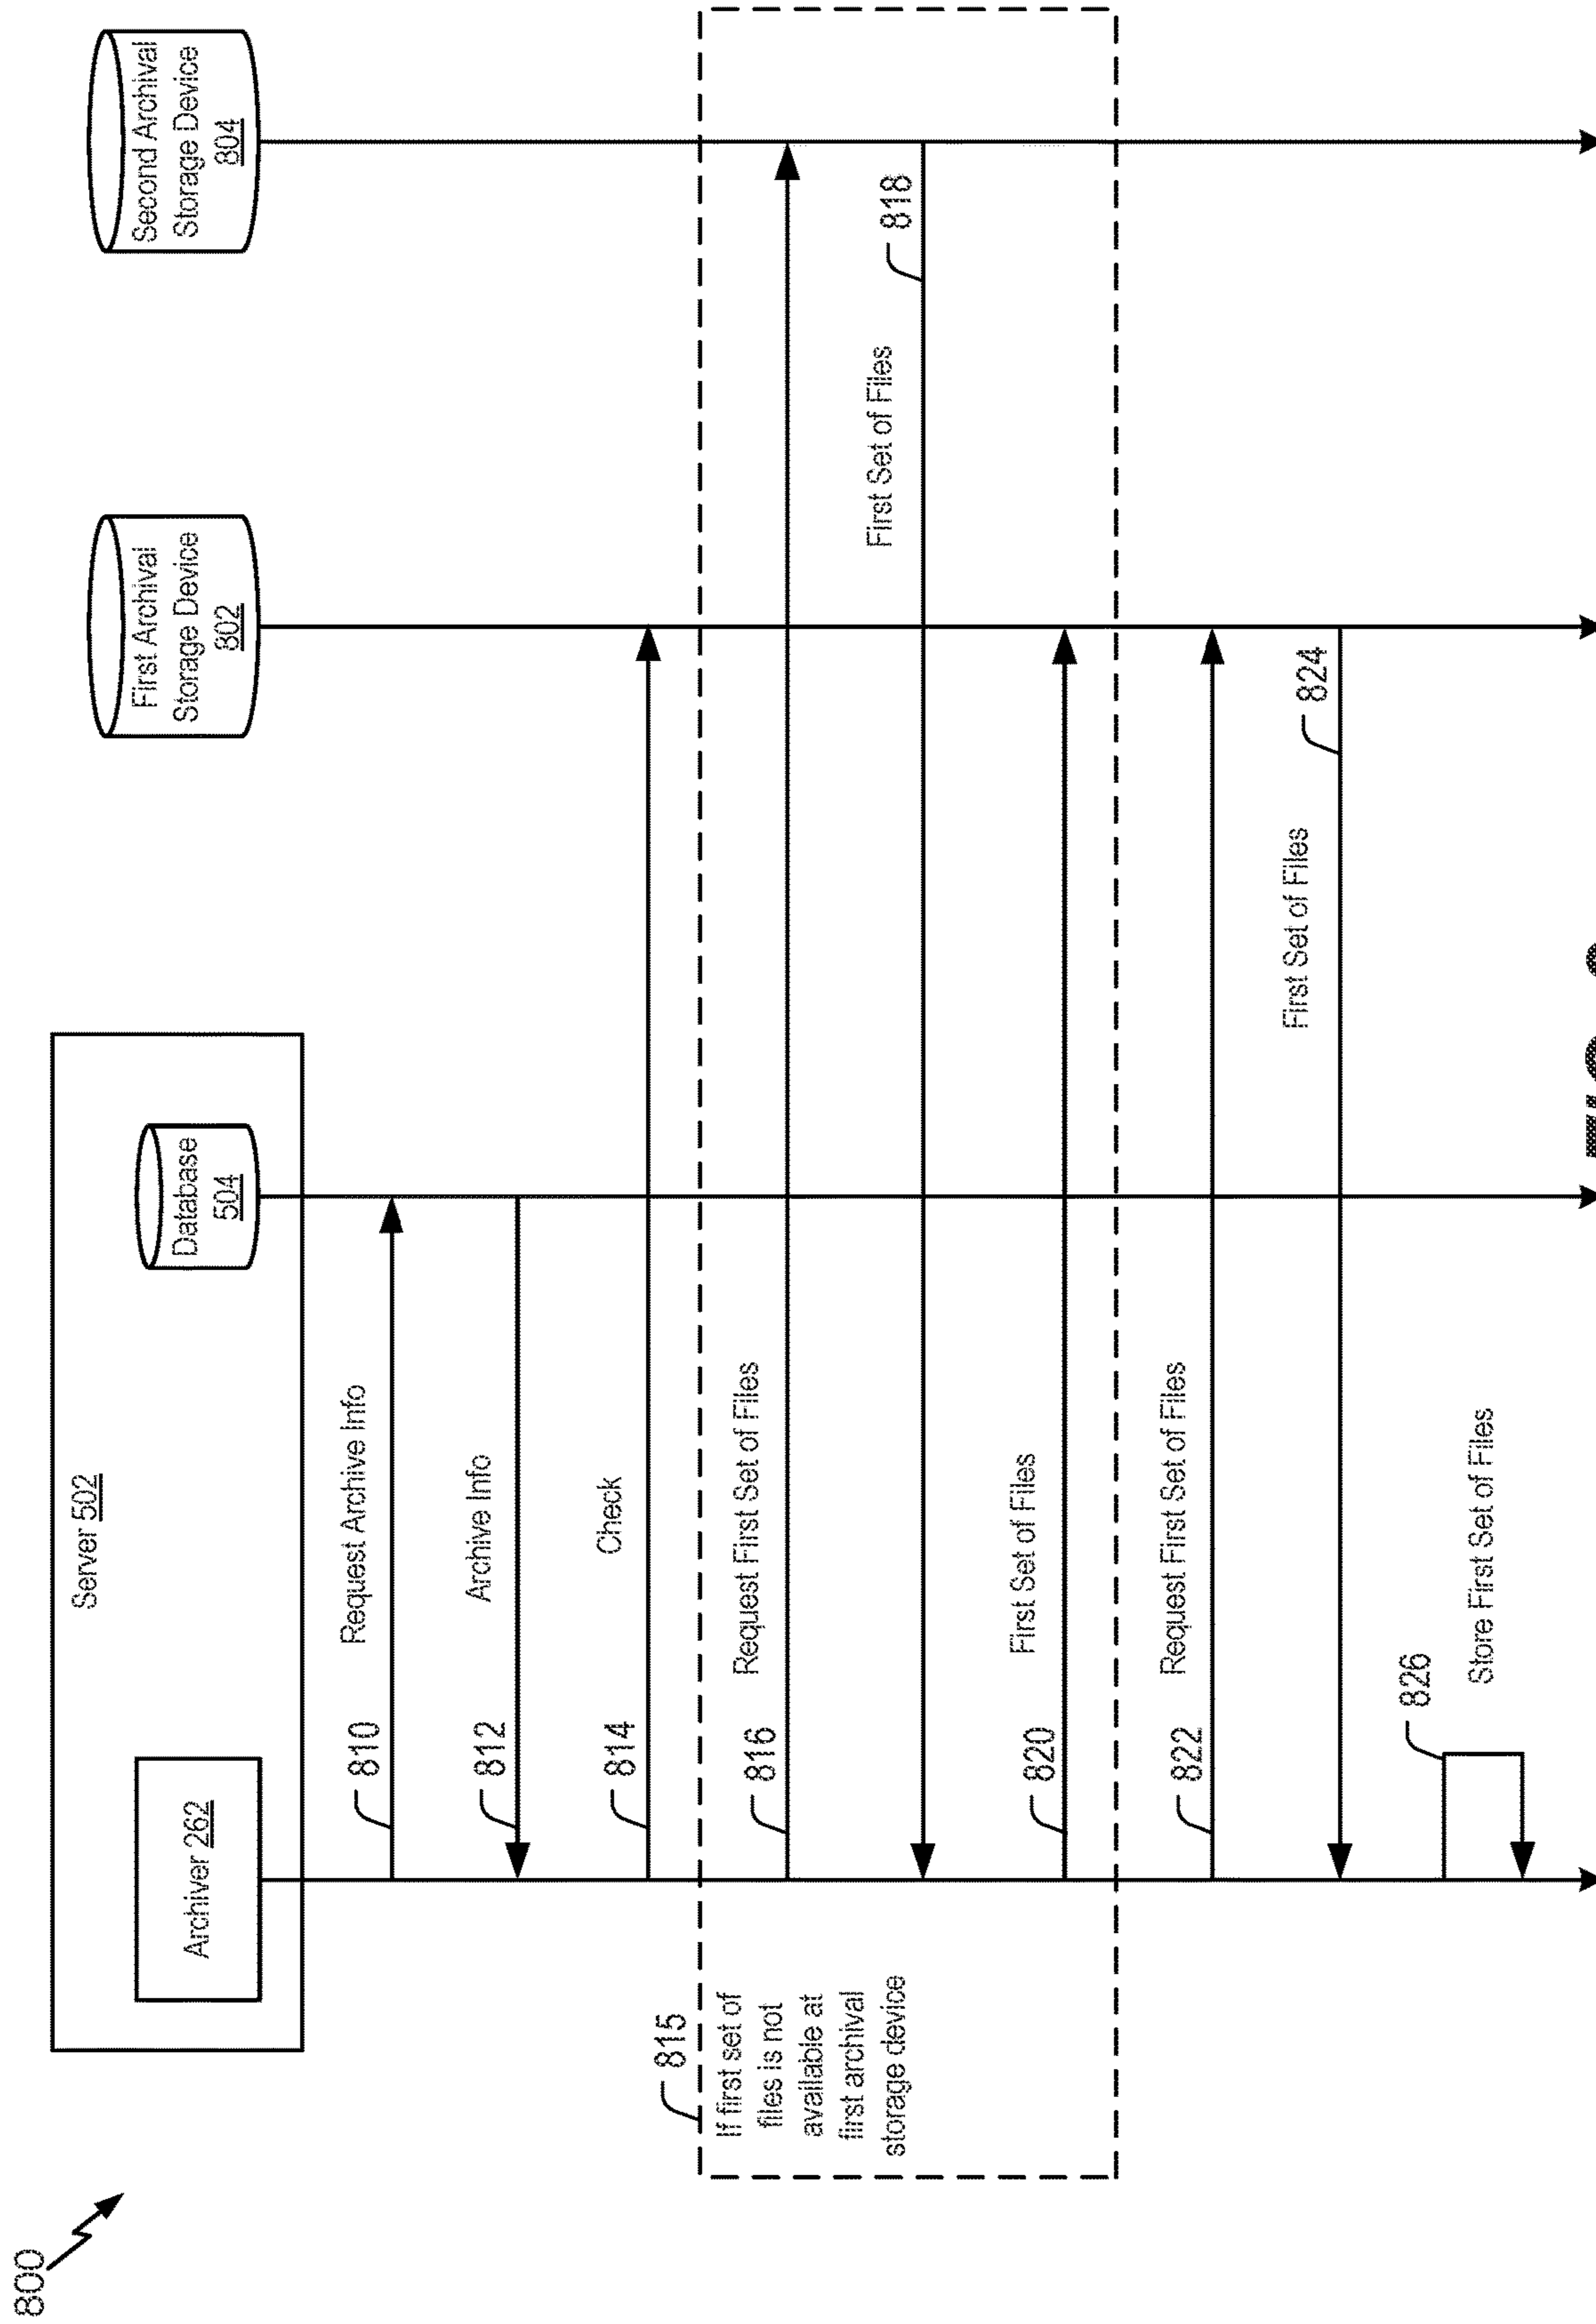 800
Server 502
Archiver 262
Database
504
First Archival
Storage Device
802
Second Archival
Storage Device
804
810
Request Archive Info
812
Archive Info
814
Check
815
If first set of
files is not
available at
first archival
storage device
816
Request First Set of Files
First Set of Files
818
820
First Set of Files
822
Request First Set of Files
First Set of Files
824
826
Store First Set of Files